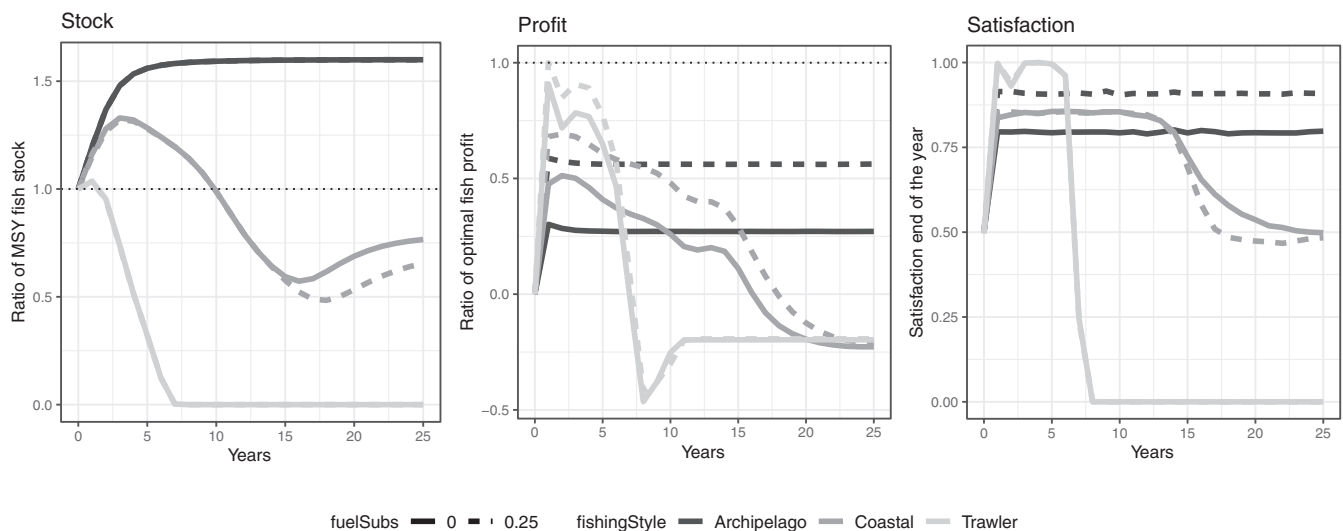 Stock
Profit
Satisfaction
Ratio of MSY fish stock
1.5
1.0
0.5
0.0
0 5 10 15 20 25
Years
Ratio of optimal fish profit
1.0
0.5
0.0
−0.5
0 5 10 15 20 25
Years
Satisfaction end of the year
1.00
0.75
0.50
0.25
0.00
0 5 10 15 20 25
Years
fuelSubs 0 0.25 fishingStyle Archipelago Coastal Trawler